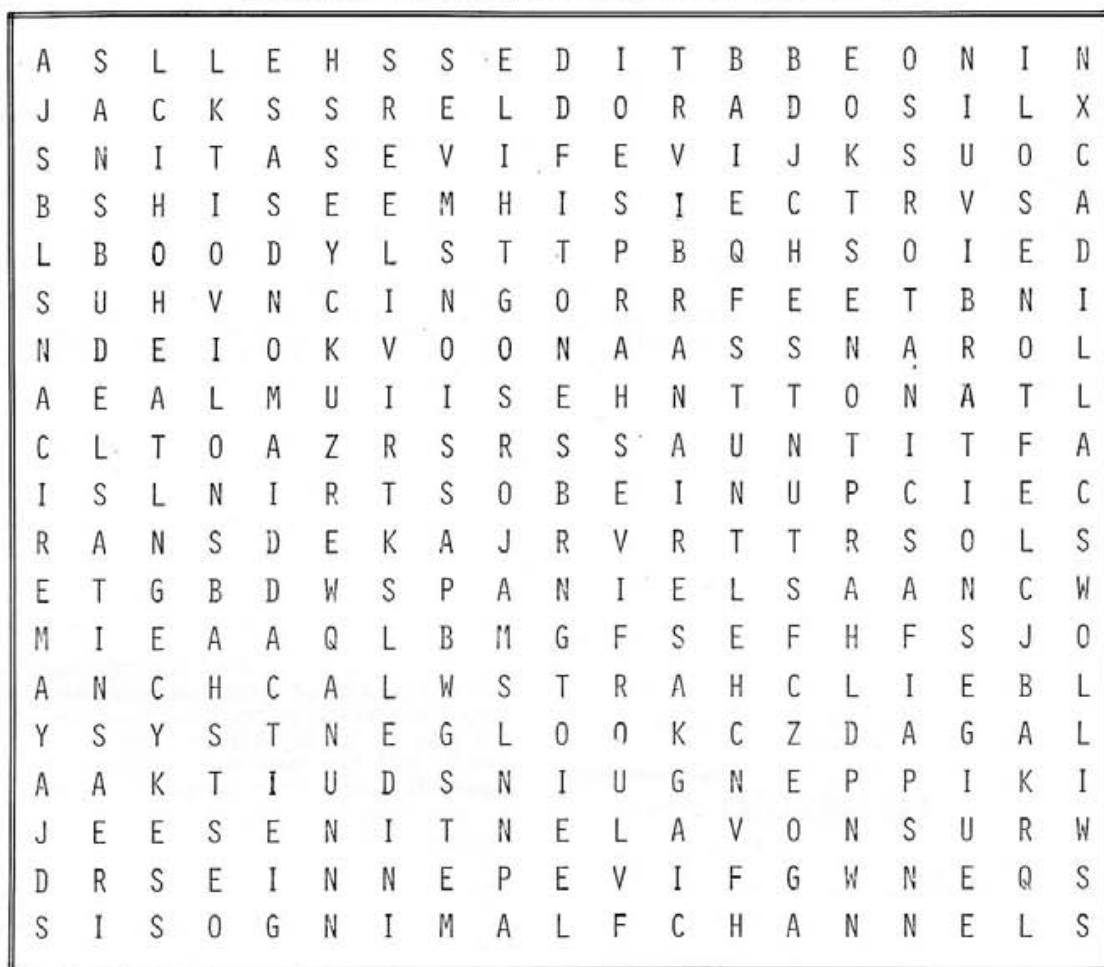 A S L L E H S S E D I T B B E O N I N
J A C K S S R E L D O R A D O S I L X
S N I T A S E V I F E V I J K S U O C
B S H I S E E M H I S I E C T R V S A
L B O O D Y L S T T P B Q H S O I E D
S U H V N C I N G O R R F E E T B N I
N D E I O K V O O N A A S S N A R O L
A E A L M U I I S E H N T T O N A T L
C L T O A Z R S R S S A U N T I T F A
I S L N I R T S O B E I N U P C I E C
R A N S D E K A J R V R T T R S O L S
E T G B D W S P A N I E L S A A N C W
M I E A A Q L B M G F S E F H F S J O
A N C H C A L W S T R A H C L I E B L
Y S Y S T N E G L O O K C Z D A G A L
A A K T I U D S N I U G N E P P I K I
J E E S E N I T N E L A V O N S U R W
D R S E I N N E P E V I F G W N E Q S
S I S O G N I M A L F C H A N N E L S